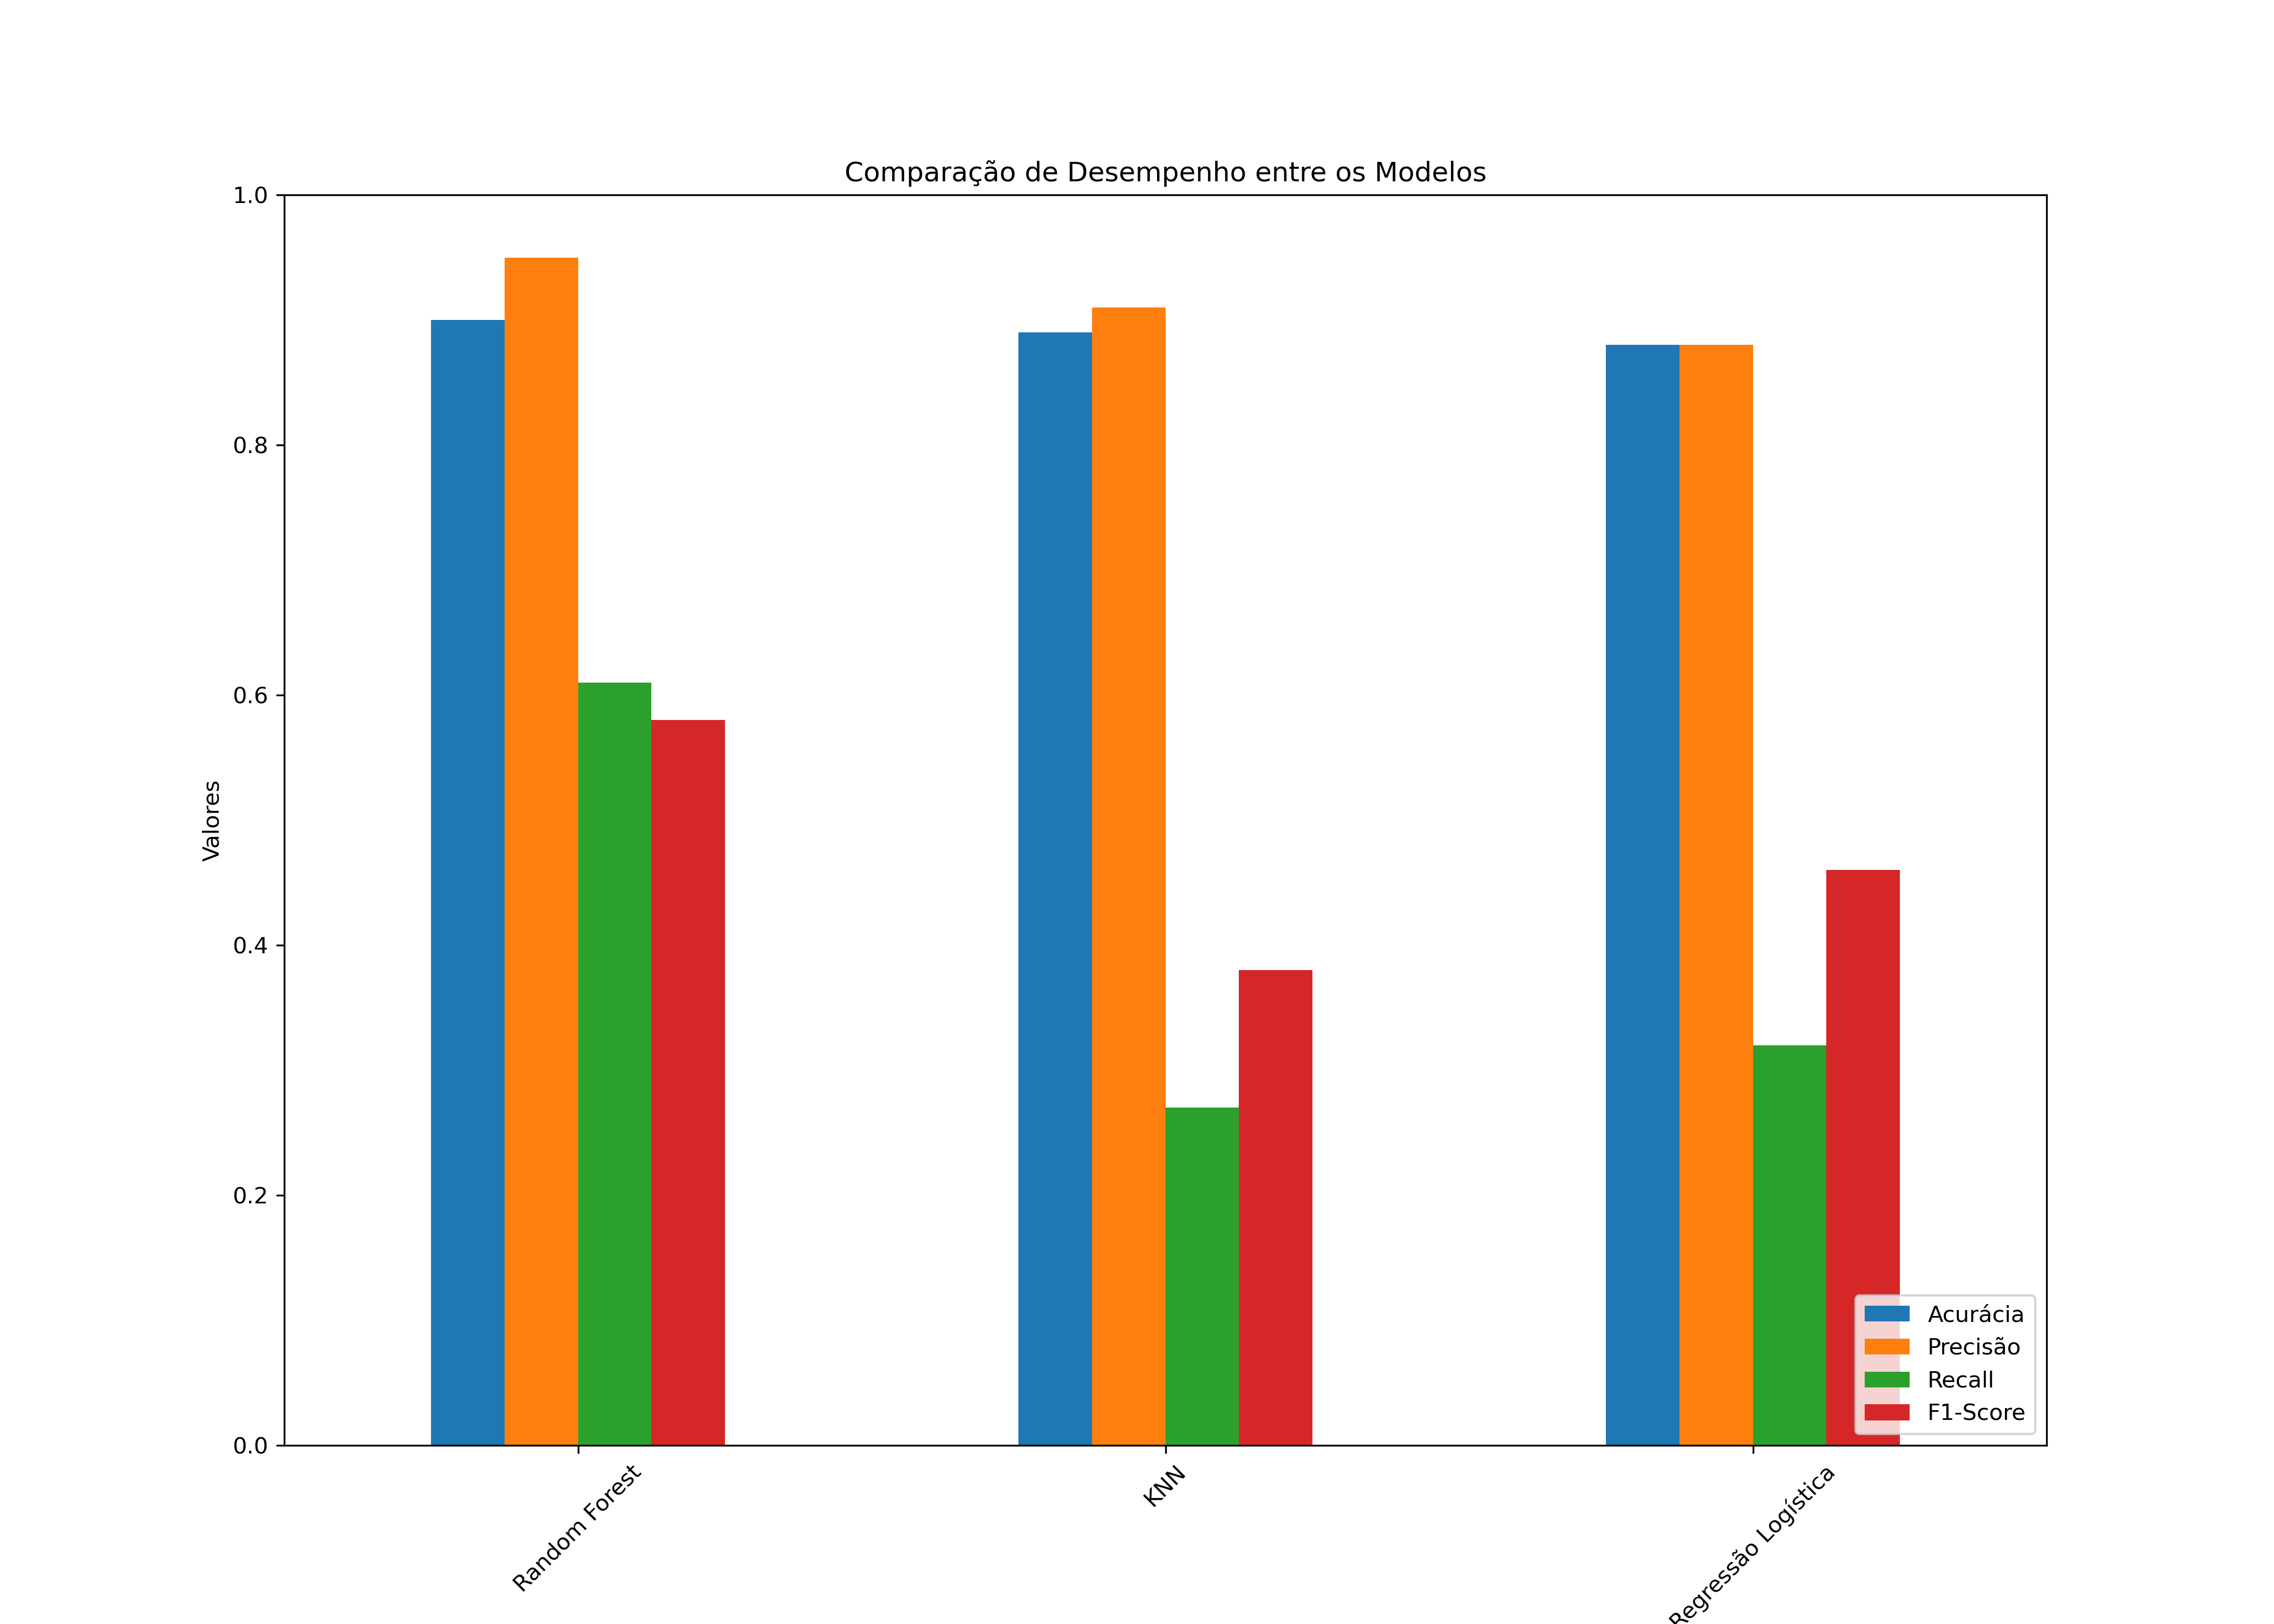 Comparação de Desempenho entre os Modelos
1.0
0.8
0.6
0.4
0.2
0.0
Valores
Random Forest
KNN
Regressão Logística
Acurácia
Precisão
Recall
F1-Score